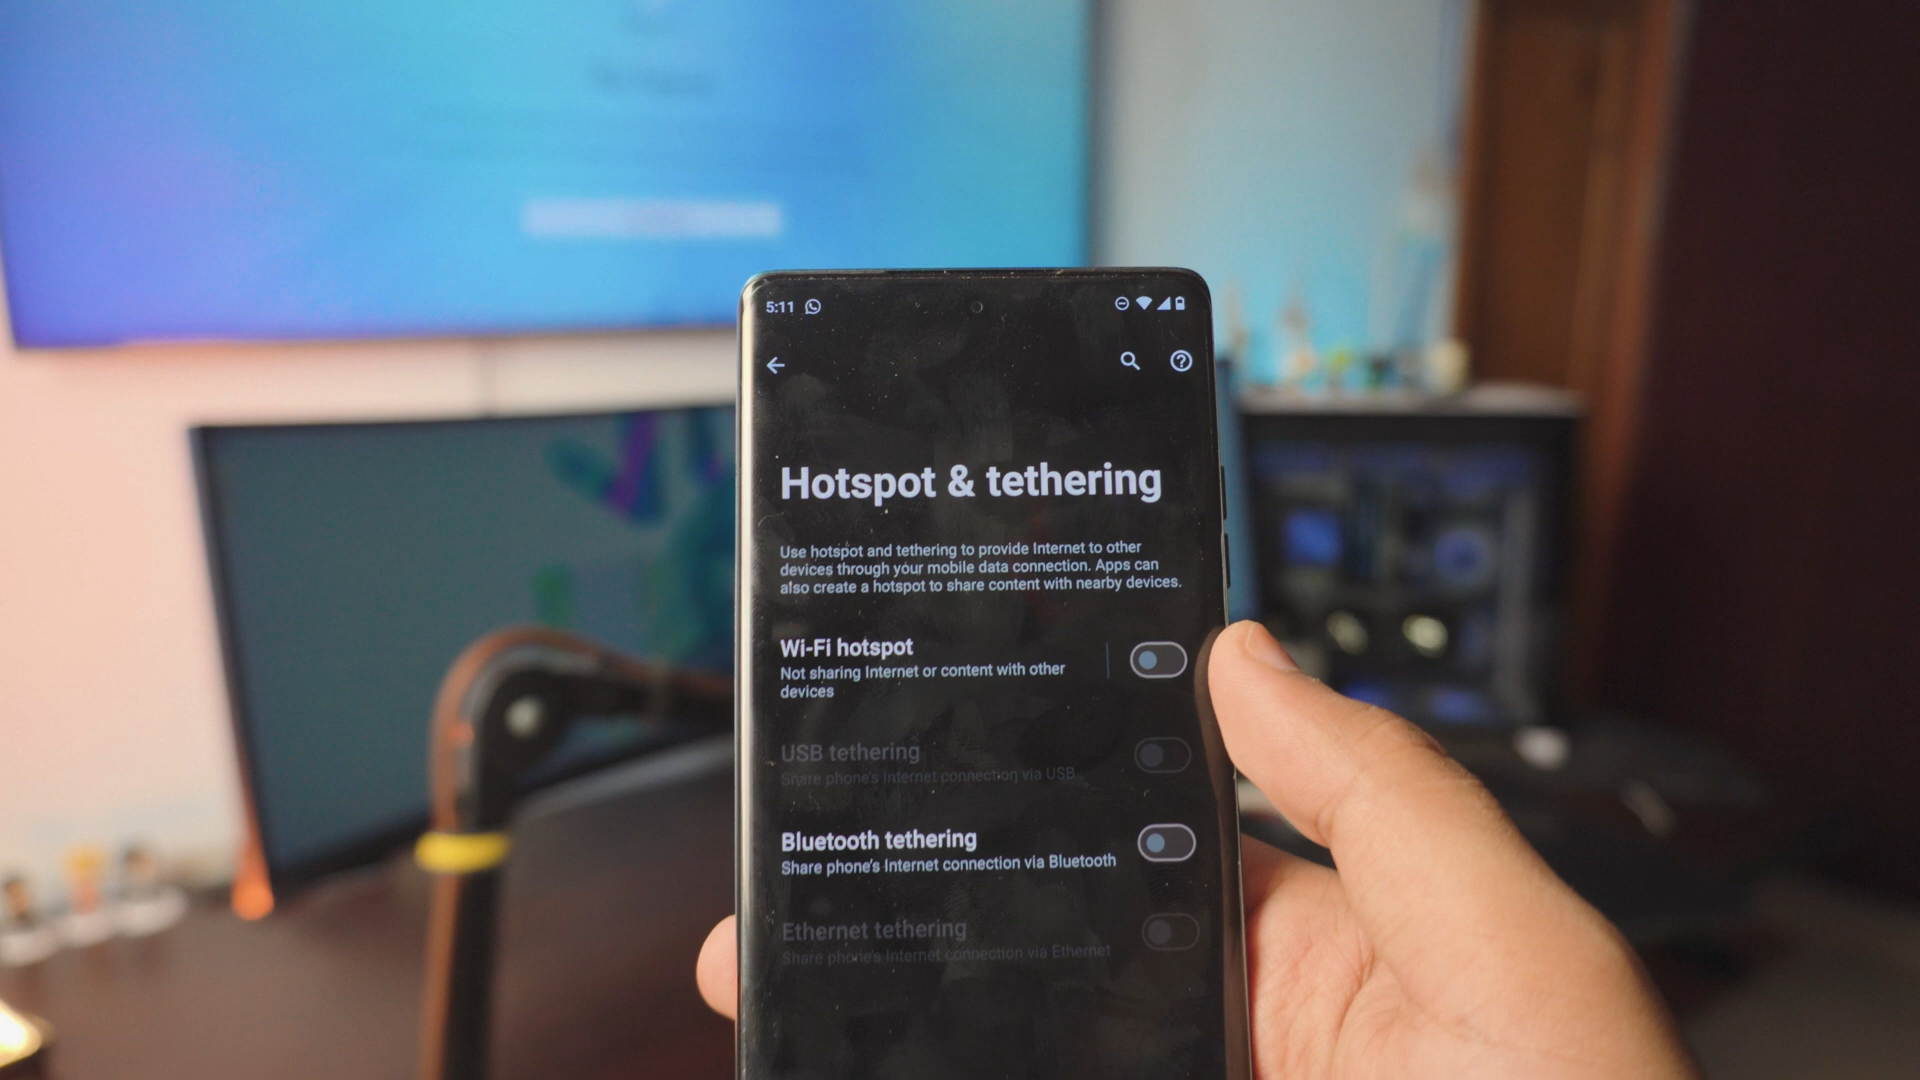 5:11
Hotspot & tethering
Use hotspot and tethering to provide Internet to other
devices through your mobile data connection. Apps can
also create a hotspot to share content with nearby devices.
Wi-Fi hotspot
Not sharing Internet or content with other
devices
USB tethering
Share phone's Internet connection via USB
Bluetooth tethering
Share phone's Internet connection via Bluetooth
Ethernet tethering
Share phone's Internet connection via Ethernet